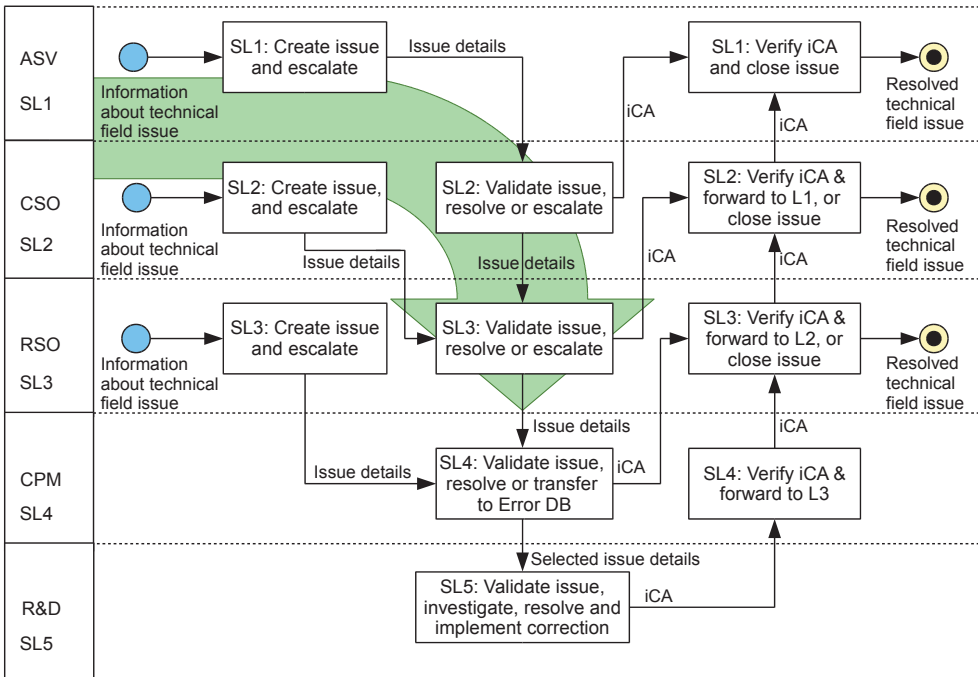 ASV
SL1
Information
about technical
field issue
SL1: Create issue
and escalate
Issue details
iCA
SL1: Verify iCA
and close issue
iCA
Resolved
technical
field issue
CSO
SL2
Information
about technical
field issue
SL2: Create issue,
and escalate
Issue details
SL2: Validate issue,
resolve or escalate
Issue details
iCA
SL2: Verify iCA &
forward to L1, or
close issue
iCA
Resolved
technical
field issue
RSO
SL3
Information
about technical
field issue
SL3: Create issue
and escalate
Issue details
SL3: Validate issue,
resolve or escalate
Issue details
iCA
SL3: Verify iCA &
forward to L2, or
close issue
iCA
Resolved
technical
field issue
CPM
SL4
SL4: Validate issue,
resolve or transfer
to Error DB
SL4: Verify iCA &
forward to L3
Selected issue details
R&D
SL5
SL5: Validate issue,
investigate, resolve and
implement correction
iCA